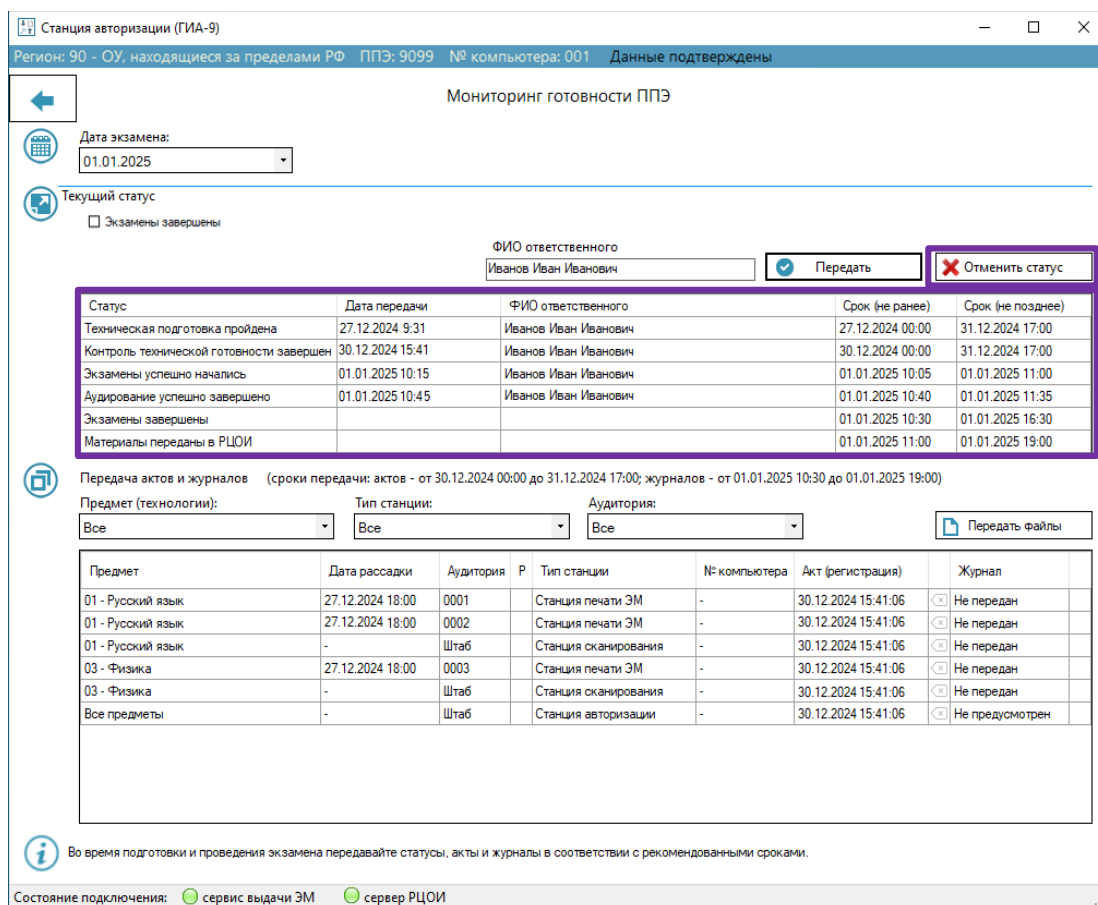 Станция авторизации (ГИА-9)
Регион: 90 - ОУ, находящиеся за пределами РФ ППЭ: 9099 № компьютера: 001 Данные подтверждены
Мониторинг готовности ППЭ
Дата экзамена:
01.01.2025
Текущий статус
Экзамены завершены
ФИО ответственного
Иванов Иван Иванович Передать Отменить статус
Статус Дата передачи ФИО ответственного Срок (не ранее) Срок (не позднее)
Техническая подготовка пройдена 27.12.2024 9:31 Иванов Иван Иванович 27.12.2024 00:00 31.12.2024 17:00
Контроль технической готовности завершен 30.12.2024 15:41 Иванов Иван Иванович 30.12.2024 00:00 31.12.2024 17:00
Экзамены успешно начались 01.01.2025 10:15 Иванов Иван Иванович 01.01.2025 10:05 01.01.2025 11:00
Аудирование успешно завершено 01.01.2025 10:45 Иванов Иван Иванович 01.01.2025 10:40 01.01.2025 11:35
Экзамены завершены 01.01.2025 10:30 01.01.2025 16:30
Материалы переданы в РЦОИ 01.01.2025 11:00 01.01.2025 19:00
Передача актов и журналов (сроки передачи: актов - от 30.12.2024 00:00 до 31.12.2024 17:00; журналов - от 01.01.2025 10:30 до 01.01.2025 19:00)
Предмет (технологии): Тип станции: Аудитория:
Все Все Все Передать файлы
Предмет Дата рассадки Аудитория Р Тип станции № компьютера Акт (регистрация) Журнал
01 - Русский язык 27.12.2024 18:00 0001 Станция печати ЭМ - 30.12.2024 15:41:06 Не передан
01 - Русский язык 27.12.2024 18:00 0002 Станция печати ЭМ - 30.12.2024 15:41:06 Не передан
01 - Русский язык - Штаб Станция сканирования - 30.12.2024 15:41:06 Не передан
03 - Физика 27.12.2024 18:00 0003 Станция печати ЭМ - 30.12.2024 15:41:06 Не передан
03 - Физика - Штаб Станция сканирования - 30.12.2024 15:41:06 Не передан
Все предметы - Штаб Станция авторизации - 30.12.2024 15:41:06 Не предусмотрен
Во время подготовки и проведения экзамена передавайте статусы, акты и журналы в соответствии с рекомендованными сроками.
Состояние подключения: сервис выдачи ЭМ сервер РЦОИ